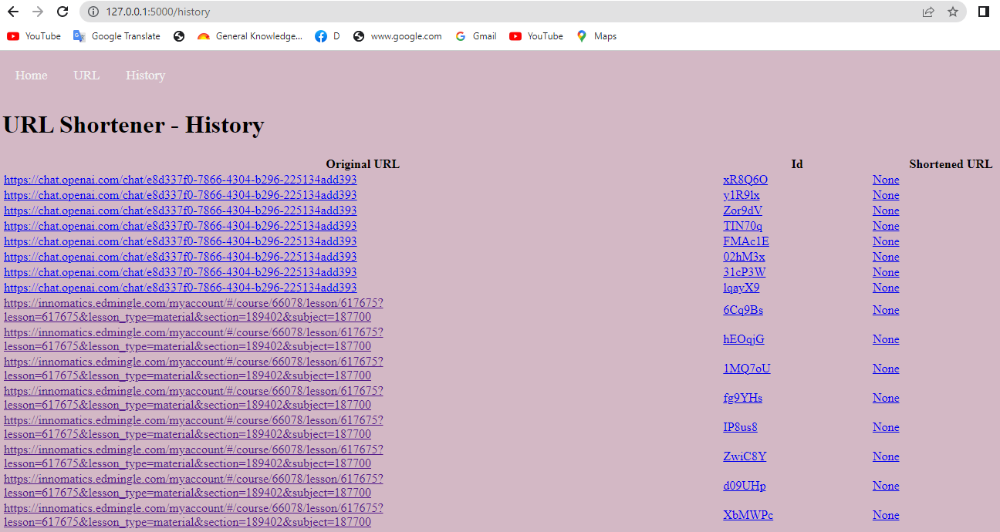 127.0.0.1:5000/history
YouTube Google Translate General Knowledge... D www.google.com Gmail YouTube Maps
Home URL History
URL Shortener - History
Original URL Id Shortened URL
https://chat.openai.com/chat/e8d337f0-7866-4304-b296-225134add393 xR8Q6O None
https://chat.openai.com/chat/e8d337f0-7866-4304-b296-225134add393 y1R9lx None
https://chat.openai.com/chat/e8d337f0-7866-4304-b296-225134add393 Zor9dV None
https://chat.openai.com/chat/e8d337f0-7866-4304-b296-225134add393 TIN70q None
https://chat.openai.com/chat/e8d337f0-7866-4304-b296-225134add393 FMAc1E None
https://chat.openai.com/chat/e8d337f0-7866-4304-b296-225134add393 02hM3x None
https://chat.openai.com/chat/e8d337f0-7866-4304-b296-225134add393 31cP3W None
https://chat.openai.com/chat/e8d337f0-7866-4304-b296-225134add393 lqayX9 None
https://innomatics.edmingle.com/myaccount/#/course/66078/lesson/617675?
lesson=617675&lesson_type=material&section=189402&subject=187700 6Cq9Bs None
https://innomatics.edmingle.com/myaccount/#/course/66078/lesson/617675?
lesson=617675&lesson_type=material&section=189402&subject=187700 hEOqjG None
https://innomatics.edmingle.com/myaccount/#/course/66078/lesson/617675?
lesson=617675&lesson_type=material&section=189402&subject=187700 1MQ7oU None
https://innomatics.edmingle.com/myaccount/#/course/66078/lesson/617675?
lesson=617675&lesson_type=material&section=189402&subject=187700 fg9YHs None
https://innomatics.edmingle.com/myaccount/#/course/66078/lesson/617675?
lesson=617675&lesson_type=material&section=189402&subject=187700 IP8us8 None
https://innomatics.edmingle.com/myaccount/#/course/66078/lesson/617675?
lesson=617675&lesson_type=material&section=189402&subject=187700 ZwiC8Y None
https://innomatics.edmingle.com/myaccount/#/course/66078/lesson/617675?
lesson=617675&lesson_type=material&section=189402&subject=187700 d09UHp None
https://innomatics.edmingle.com/myaccount/#/course/66078/lesson/617675?
lesson=617675&lesson_type=material&section=189402&subject=187700 XbMWPc None